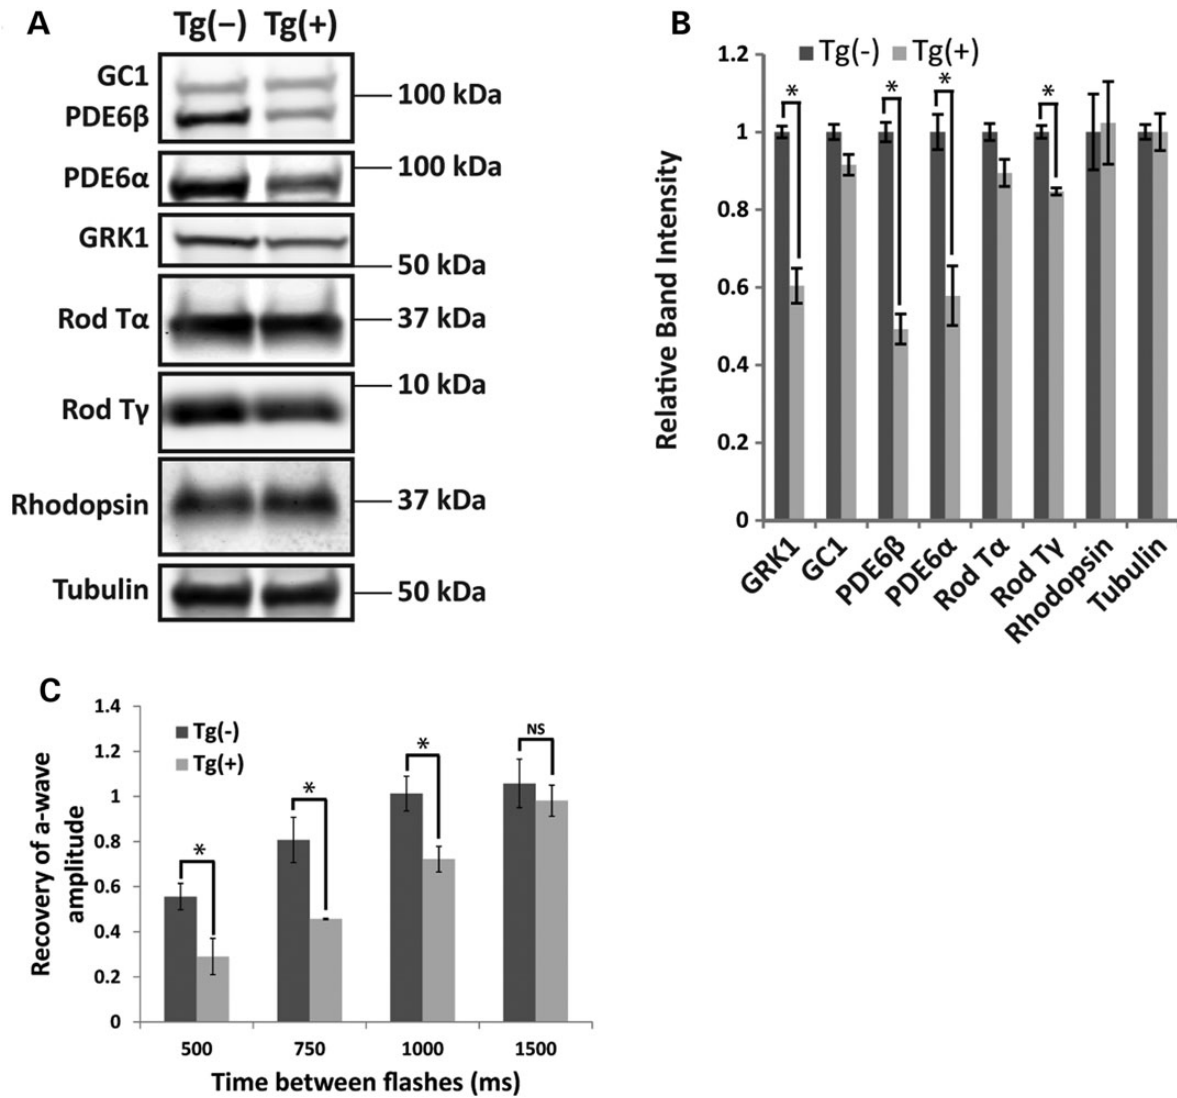 A
Tg(−) Tg(+)
GC1
PDE6β
100 kDa
PDE6α
100 kDa
GRK1
50 kDa
Rod Tα
37 kDa
Rod Tγ
10 kDa
Rhodopsin
37 kDa
Tubulin
50 kDa
B
Tg(-) Tg(+)
Relative Band Intensity
1.2
1
0.8
0.6
0.4
0.2
0
* * * *
GRK1 GC1 PDE6β PDE6α Rod Tα Rod Tγ Rhodopsin Tubulin
C
Tg(-)
Tg(+)
Recovery of a-wave
amplitude
1.4
1.2
1
0.8
0.6
0.4
0.2
0
* * * NS
500 750 1000 1500
Time between flashes (ms)